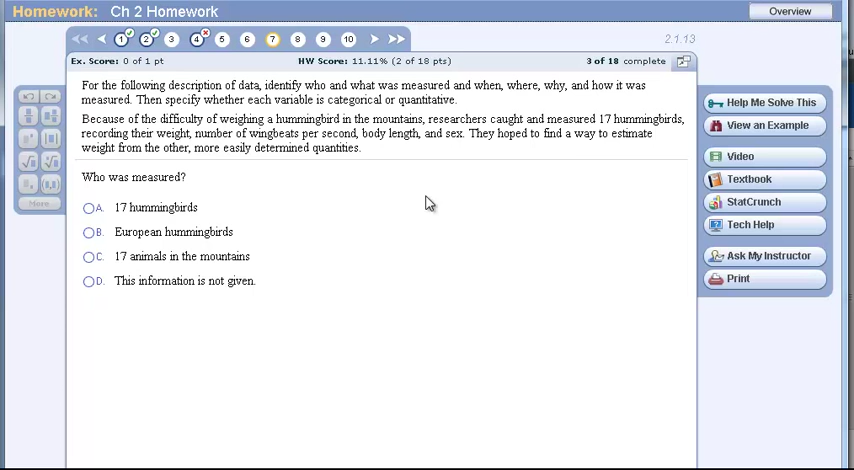 Homework: Ch 2 Homework
Overview
1 2 3 4 5 6 7 8 9 10
2.1.13
Ex. Score: 0 of 1 pt HW Score: 11.11% (2 of 18 pts) 3 of 18 complete
For the following description of data, identify who and what was measured and when, where, why, and how it was
measured. Then specify whether each variable is categorical or quantitative.
Because of the difficulty of weighing a hummingbird in the mountains, researchers caught and measured 17 hummingbirds,
recording their weight, number of wingbeats per second, body length, and sex. They hoped to find a way to estimate
weight from the other, more easily determined quantities.
Who was measured?
A. 17 hummingbirds
B. European hummingbirds
C. 17 animals in the mountains
D. This information is not given.
More
Help Me Solve This
View an Example
Video
Textbook
StatCrunch
Tech Help
Ask My Instructor
Print